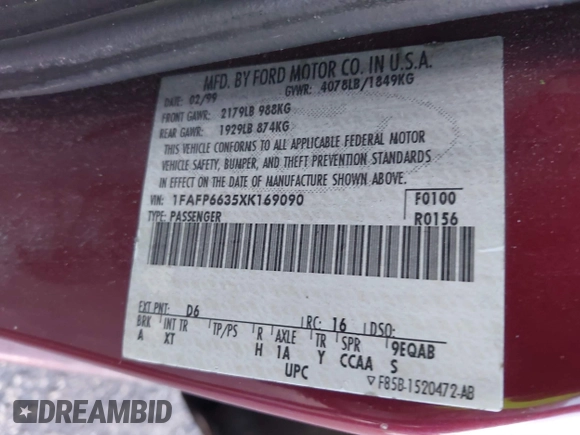 MFD. BY FORD MOTOR CO. IN U.S.A.
DATE: 02/99 GVWR: 4078LB/1849KG
FRONT GAWR: 2179LB 988KG
REAR GAWR: 1929LB 874KG
THIS VEHICLE CONFORMS TO ALL APPLICABLE FEDERAL MOTOR
VEHICLE SAFETY, BUMPER, AND THEFT PREVENTION STANDARDS
IN EFFECT ON THE DATE OF MANUFACTURE SHOWN ABOVE.
VIN: 1FAFP6635XK169090 F0100
TYPE: PASSENGER R0156
EXT PNT: D6 RC: 16 DSO:
BRK INT TR TP/PS R AXLE TR SPR 9EQAB
A XT H 1A Y CCAA S
UPC
F85B-1520472-AB
DREAMBID